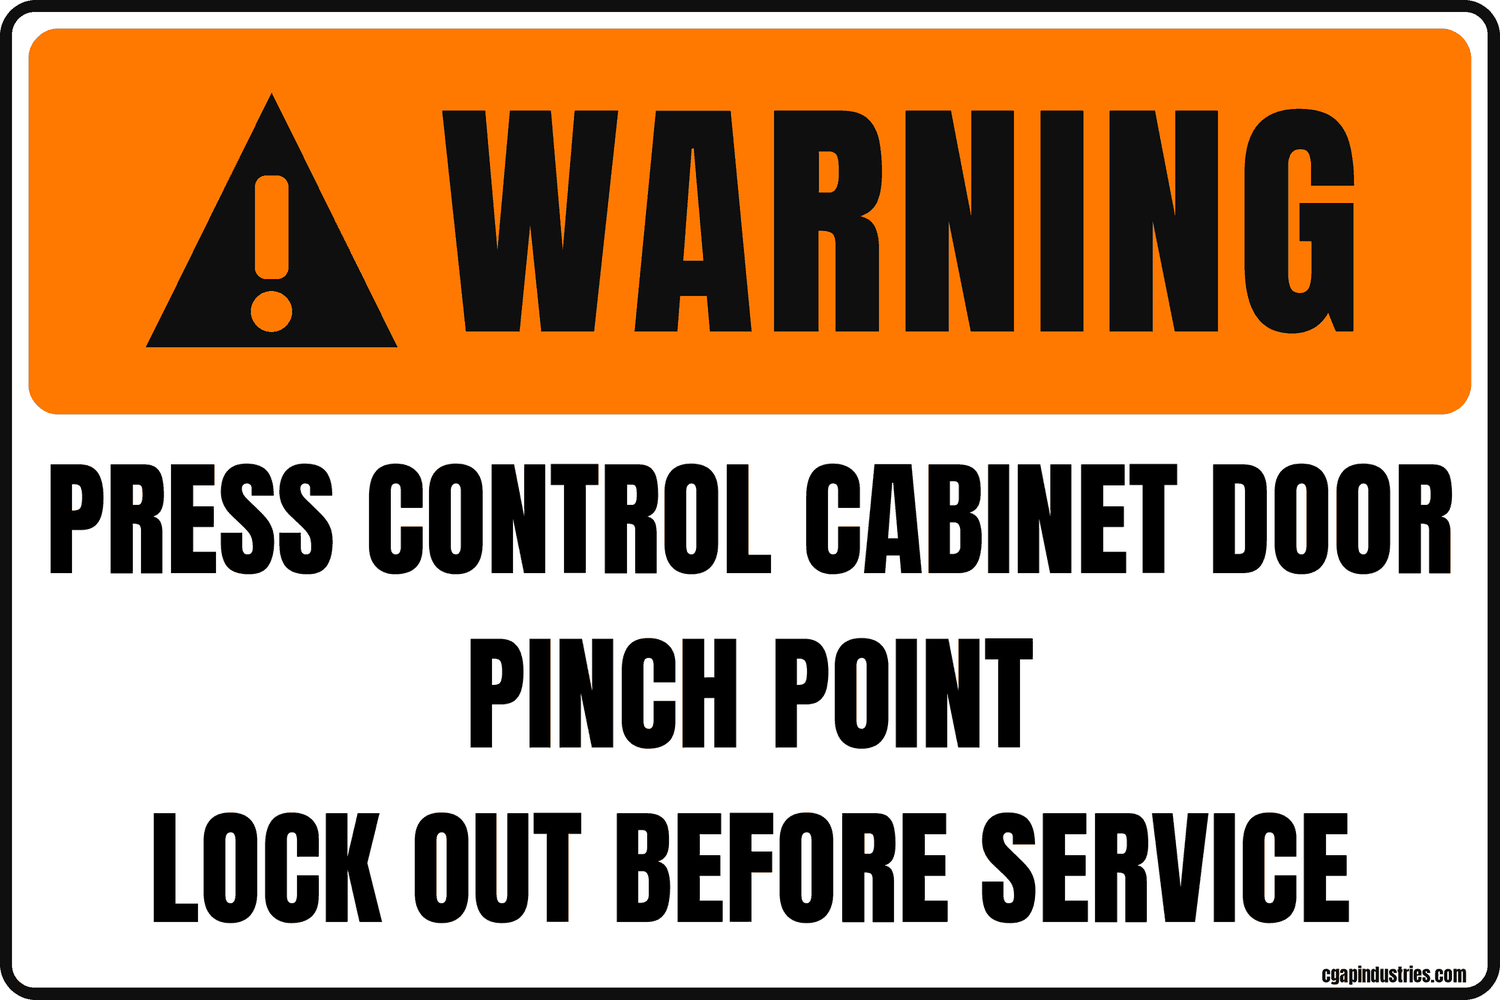 WARNING
PRESS CONTROL CABINET DOOR
PINCH POINT
LOCK OUT BEFORE SERVICE
cgapindustries.com